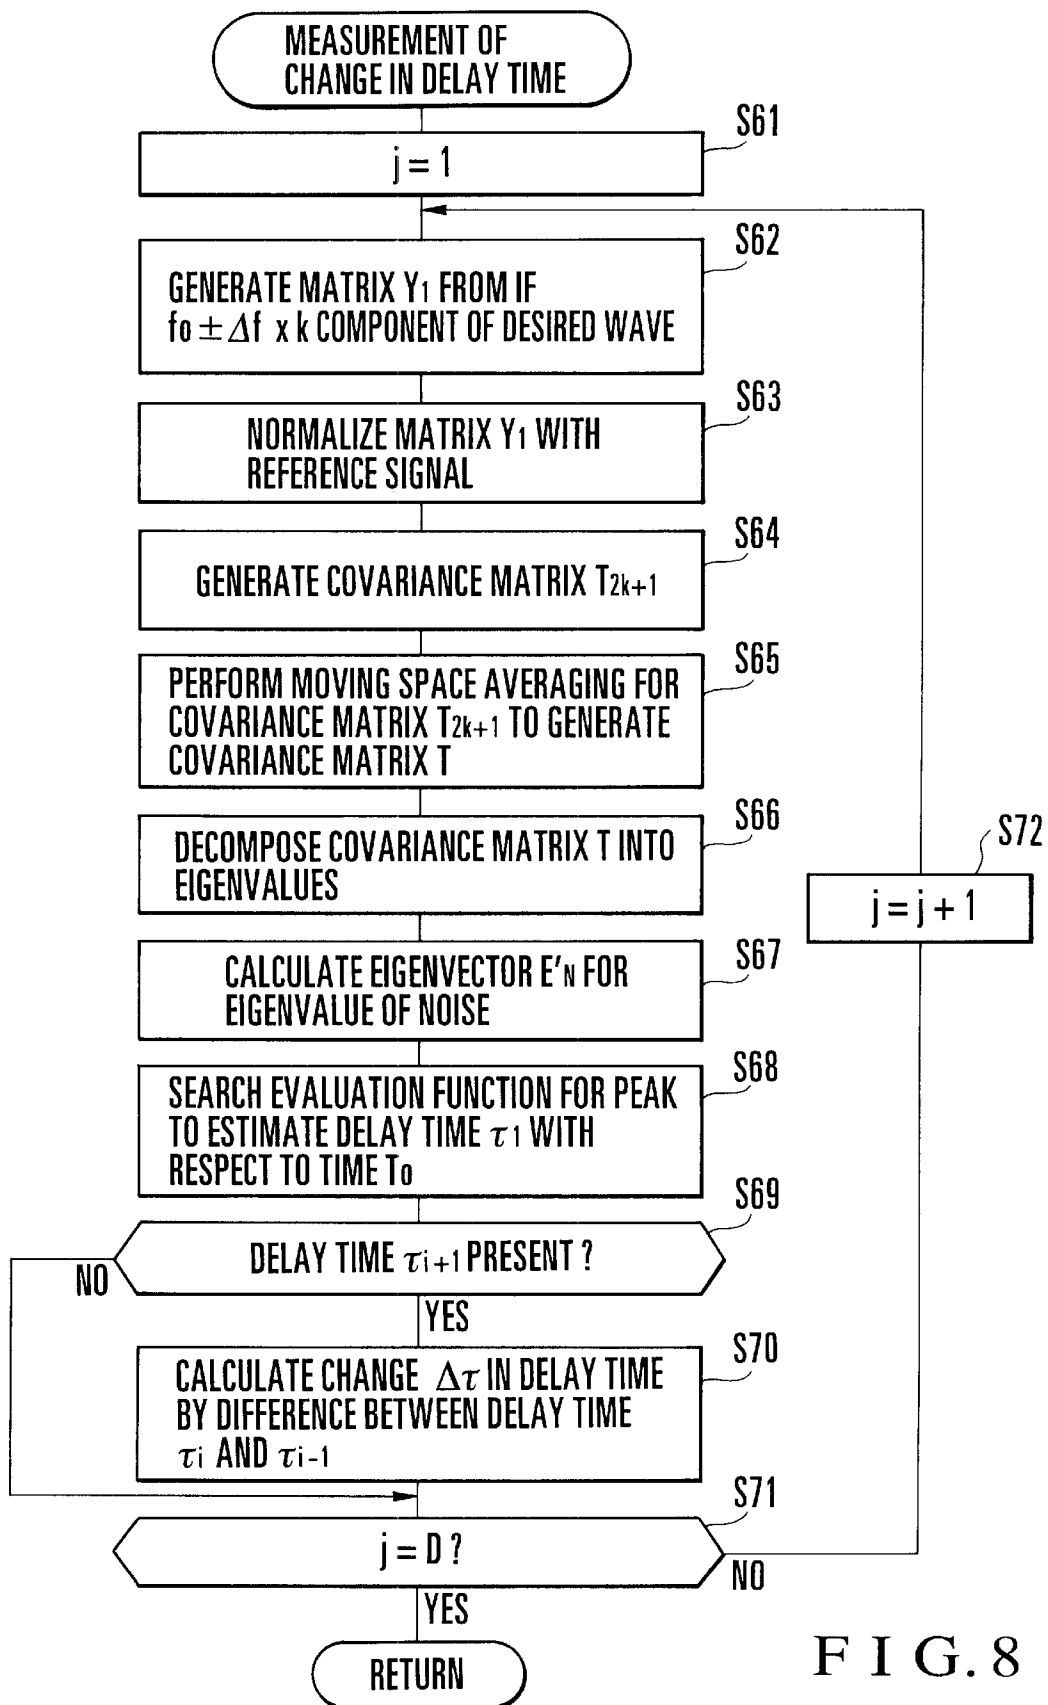 MEASUREMENT OF
CHANGE IN DELAY TIME
S61
j = 1
S62
GENERATE MATRIX Y1 FROM IF
fo ± Δf x k COMPONENT OF DESIRED WAVE
S63
NORMALIZE MATRIX Y1 WITH
REFERENCE SIGNAL
S64
GENERATE COVARIANCE MATRIX T2k+1
S65
PERFORM MOVING SPACE AVERAGING FOR
COVARIANCE MATRIX T2k+1 TO GENERATE
COVARIANCE MATRIX T
S66
DECOMPOSE COVARIANCE MATRIX T INTO
EIGENVALUES
S72
j = j + 1
S67
CALCULATE EIGENVECTOR E'N FOR
EIGENVALUE OF NOISE
S68
SEARCH EVALUATION FUNCTION FOR PEAK
TO ESTIMATE DELAY TIME τ1 WITH
RESPECT TO TIME To
S69
DELAY TIME τi+1 PRESENT ?
NO
YES
S70
CALCULATE CHANGE Δτ IN DELAY TIME
BY DIFFERENCE BETWEEN DELAY TIME
τi AND τi-1
S71
j = D ?
NO
YES
RETURN
FIG. 8